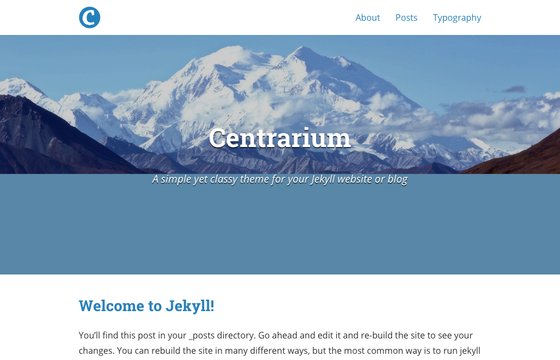 C
About Posts Typography
Centrarium
A simple yet classy theme for your Jekyll website or blog
Welcome to Jekyll!
You'll find this post in your _posts directory. Go ahead and edit it and re-build the site to see your
changes. You can rebuild the site in many different ways, but the most common way is to run jekyll